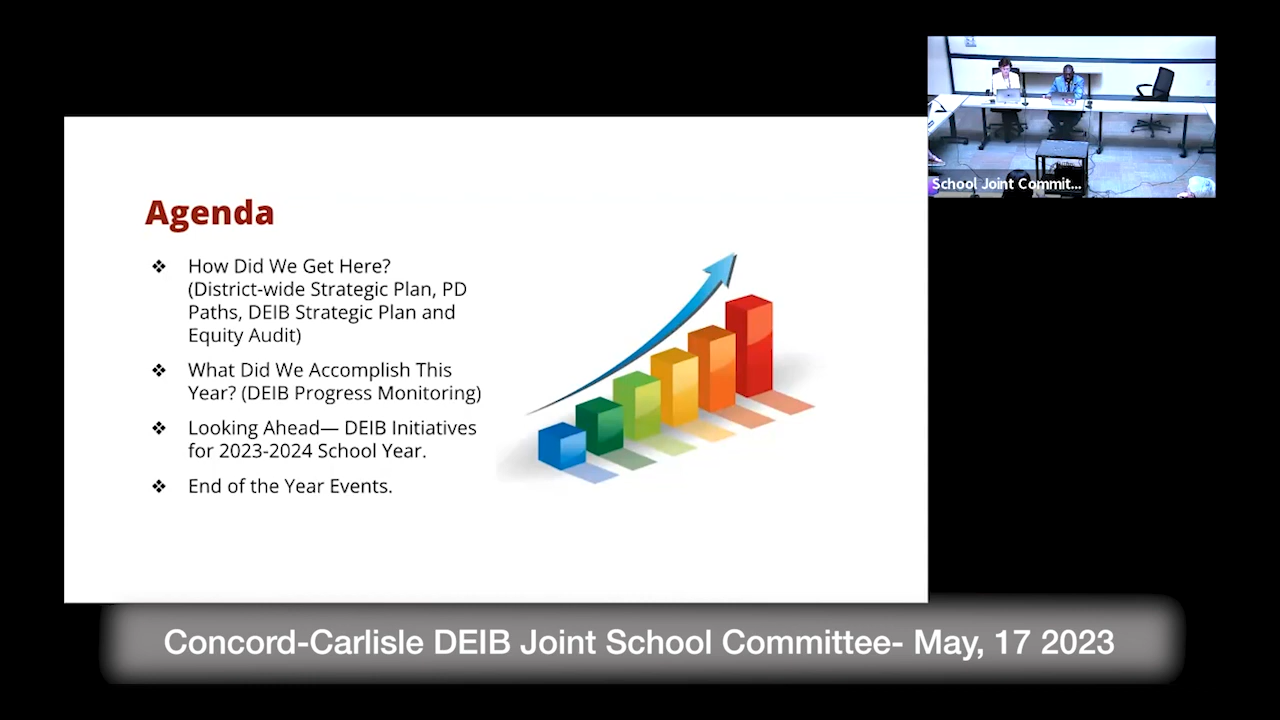 School Joint Commit...
Agenda
❖ How Did We Get Here?
(District-wide Strategic Plan, PD
Paths, DEIB Strategic Plan and
Equity Audit)
❖ What Did We Accomplish This
Year? (DEIB Progress Monitoring)
❖ Looking Ahead— DEIB Initiatives
for 2023-2024 School Year.
❖ End of the Year Events.
Concord-Carlisle DEIB Joint School Committee- May, 17 2023